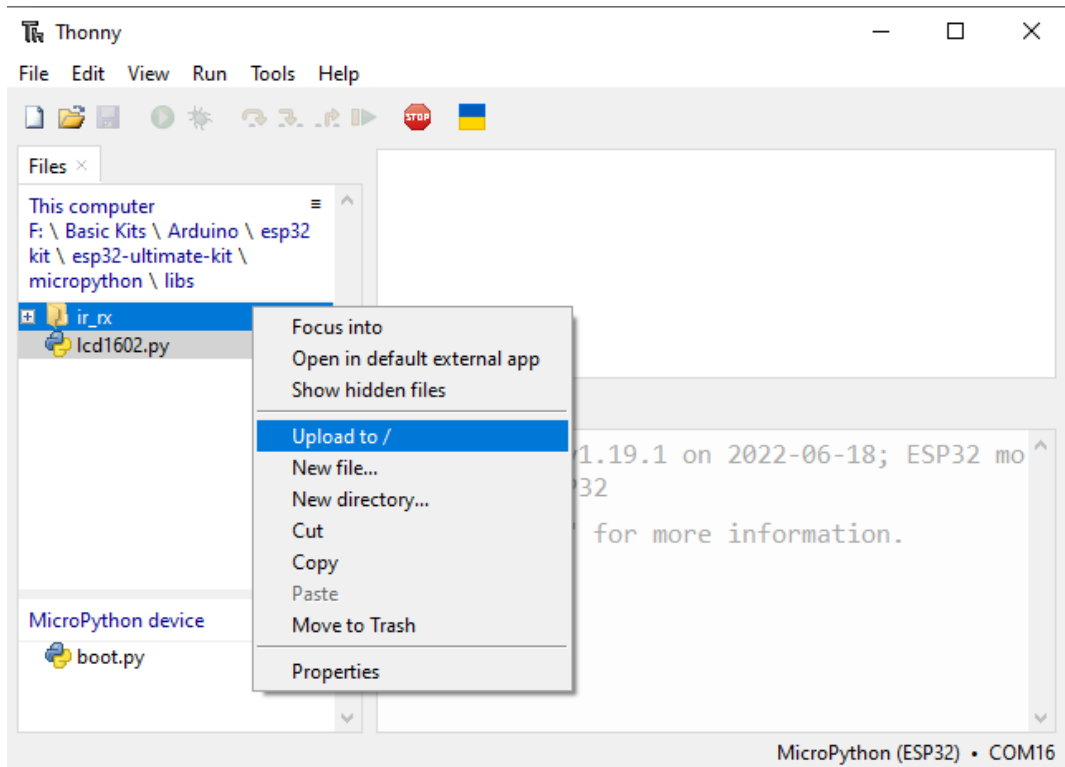 Thonny
File Edit View Run Tools Help
STOP
Files
This computer
F: \ Basic Kits \ Arduino \ esp32
kit \ esp32-ultimate-kit \
micropython \ libs
ir_rx
lcd1602.py
Focus into
Open in default external app
Show hidden files
Upload to /
New file...
New directory...
Cut
Copy
Paste
Move to Trash
Properties
v1.19.1 on 2022-06-18; ESP32 mo
32
' for more information.
MicroPython device
boot.py
MicroPython (ESP32) • COM16